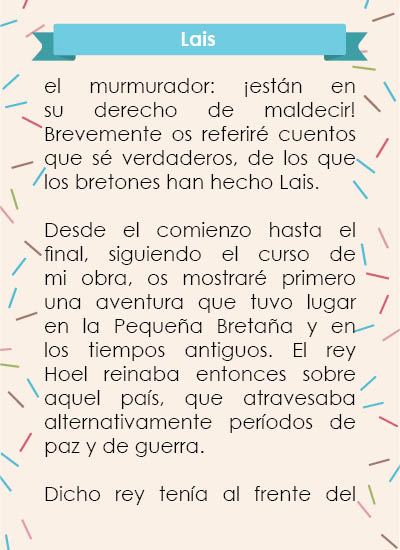 Lais
el murmurador: ¡están en
su derecho de maldecir!
Brevemente os referiré cuentos
que sé verdaderos, de los que
los bretones han hecho Lais.
Desde el comienzo hasta el
final, siguiendo el curso de
mi obra, os mostraré primero
una aventura que tuvo lugar
en la Pequeña Bretaña y en
los tiempos antiguos. El rey
Hoel reinaba entonces sobre
aquel país, que atravesaba
alternativamente períodos de
paz y de guerra.
Dicho rey tenía al frente del